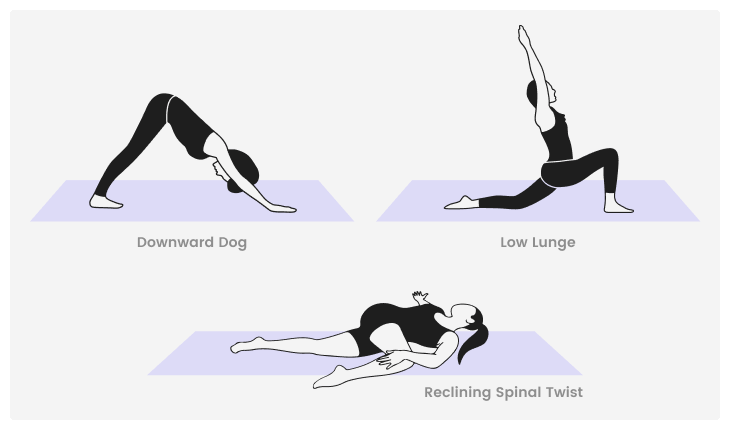 Downward Dog
Low Lunge
Reclining Spinal Twist